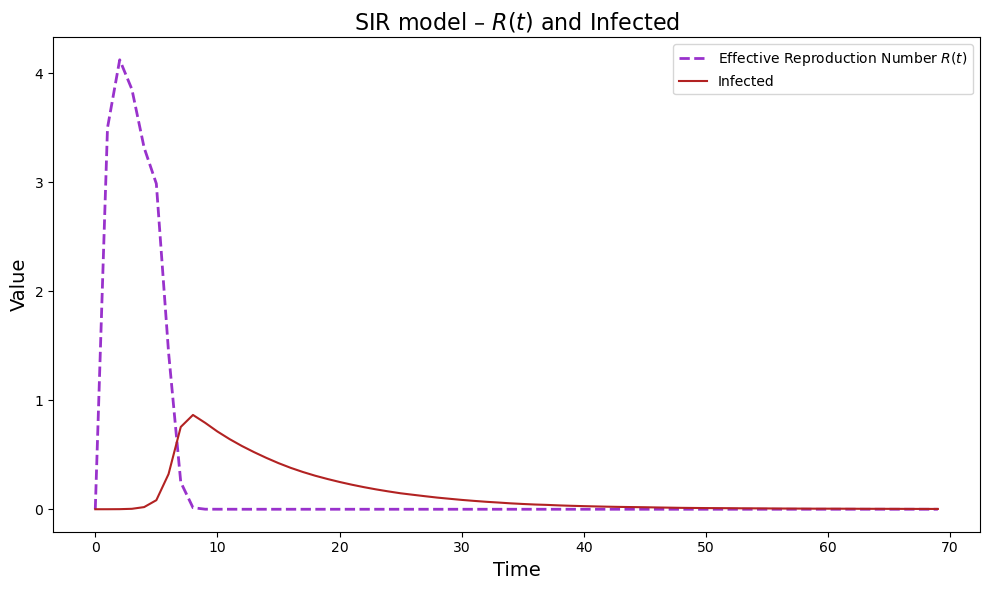 SIR model – R(t) and Infected
Effective Reproduction Number R(t)
Infected
Value
4
3
2
1
0
0 10 20 30 40 50 60 70
Time